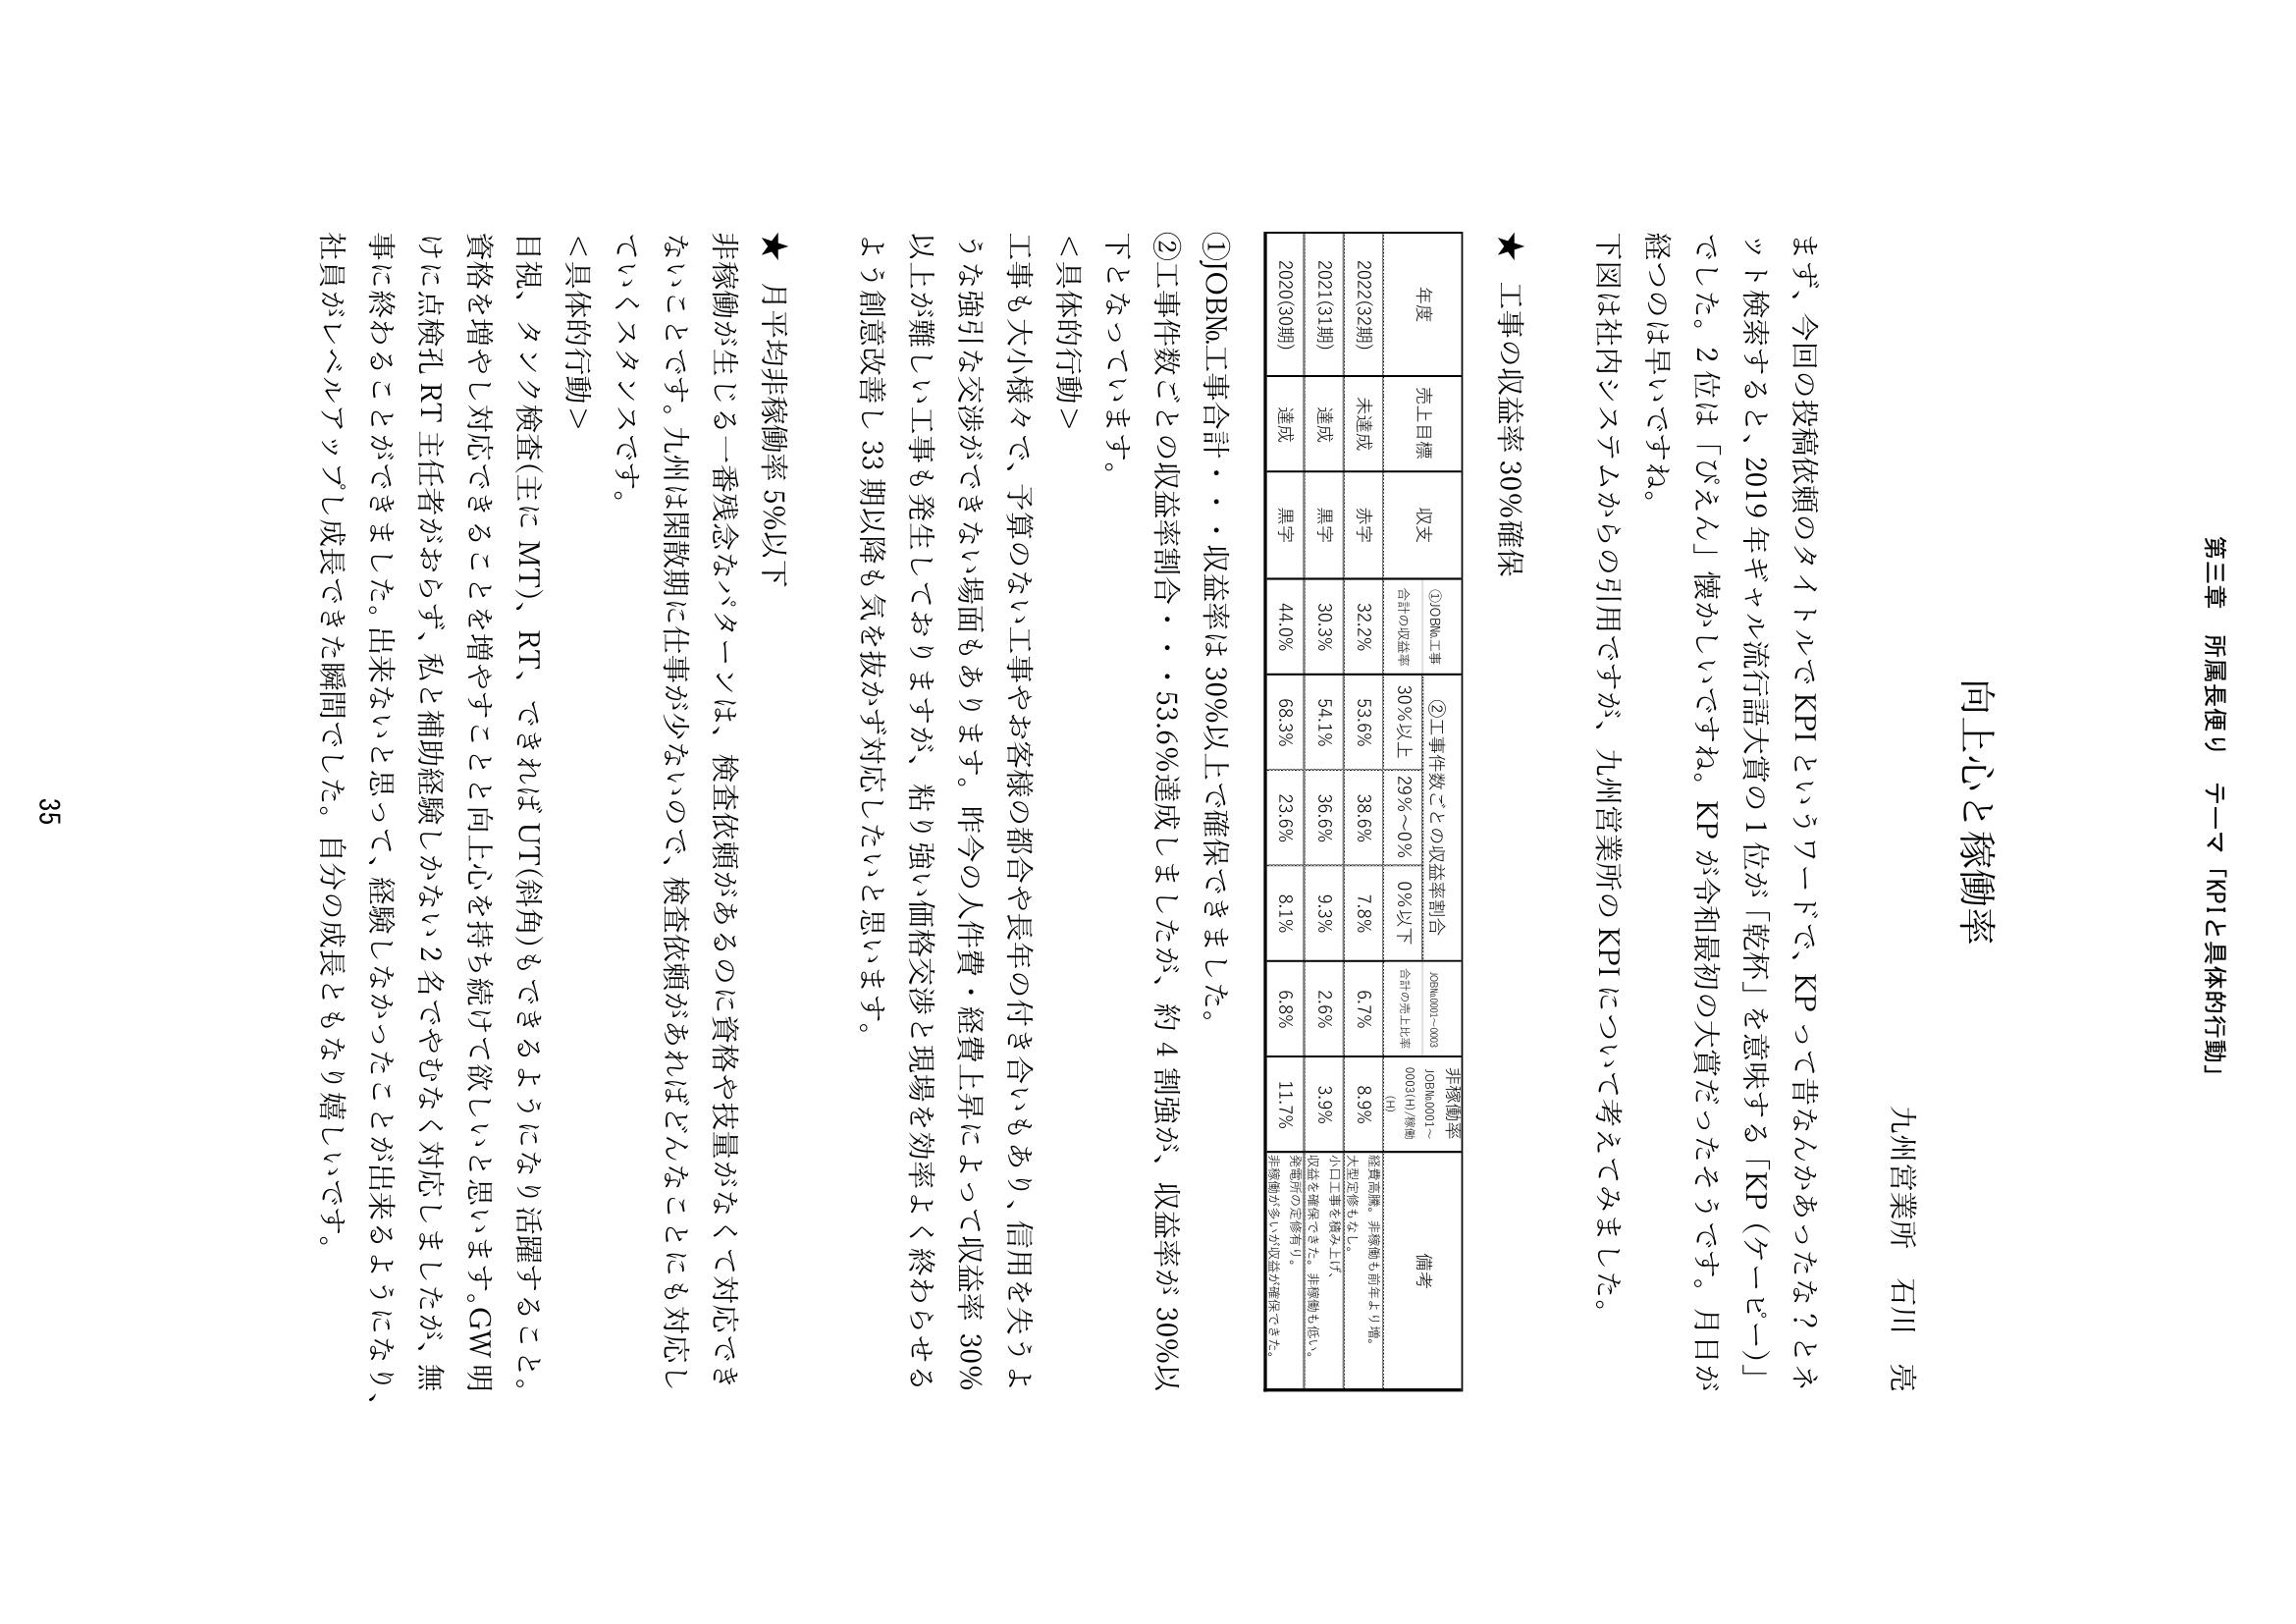 第三章　所属長便り　テーマ「KPIと具体的行動」
向上心と稼働率
九州営業所　石川　亮
まず、今回の投稿依頼のタイトルでKPIというワードで、KPって昔なんかあったな？とネ
ット検索すると、2019年ギャル流行語大賞の1位が「乾杯」を意味する「KP（ケーピー）」
でした。2位は「ぴえん」懐かしいですね。KPが令和最初の大賞だったそうです。月日が
経つのは早いですね。
下図は社内システムからの引用ですが、九州営業所のKPIについて考えてみました。
★　工事の収益率30%確保
年度　売上目標　収支　①JOB№工事合計の収益率　②工事件数ごとの収益率割合　30%以上　29%～0%　0%以下　JOB№0001～0003合計の売上比率　非稼働率 JOB№0001～0003(H)/稼働(H)　備考
2022(32期)　未達成　赤字　32.2%　53.6%　38.6%　7.8%　6.7%　8.9%　経費高騰。非稼働も前年より増。大型定修もなし。
2021(31期)　達成　黒字　30.3%　54.1%　36.6%　9.3%　2.6%　3.9%　小口工事を積み上げ、収益を確保できた。非稼働も低い。
2020(30期)　達成　黒字　44.0%　68.3%　23.6%　8.1%　6.8%　11.7%　発電所の定修有り。非稼働が多いが収益が確保できた。
①JOB№工事合計・・・収益率は30%以上で確保できました。
②工事件数ごとの収益率割合・・・53.6%達成しましたが、約4割強が、収益率が30%以
下となっています。
＜具体的行動＞
工事も大小様々で、予算のない工事やお客様の都合や長年の付き合いもあり、信用を失うよ
うな強引な交渉ができない場面もあります。昨今の人件費・経費上昇によって収益率30%
以上が難しい工事も発生しておりますが、粘り強い価格交渉と現場を効率よく終わらせる
よう創意改善し33期以降も気を抜かず対応したいと思います。
★　月平均非稼働率5%以下
非稼働が生じる一番残念なパターンは、検査依頼があるのに資格や技量がなくて対応でき
ないことです。九州は閑散期に仕事が少ないので、検査依頼があればどんなことにも対応し
ていくスタンスです。
＜具体的行動＞
目視、タンク検査(主にMT)、RT、できればUT(斜角)もできるようになり活躍すること。
資格を増やし対応できることを増やすことと向上心を持ち続けて欲しいと思います。GW明
けに点検孔RT主任者がおらず、私と補助経験しかない2名でやむなく対応しましたが、無
事に終わることができました。出来ないと思って、経験しなかったことが出来るようになり、
社員がレベルアップし成長できた瞬間でした。自分の成長ともなり嬉しいです。
35